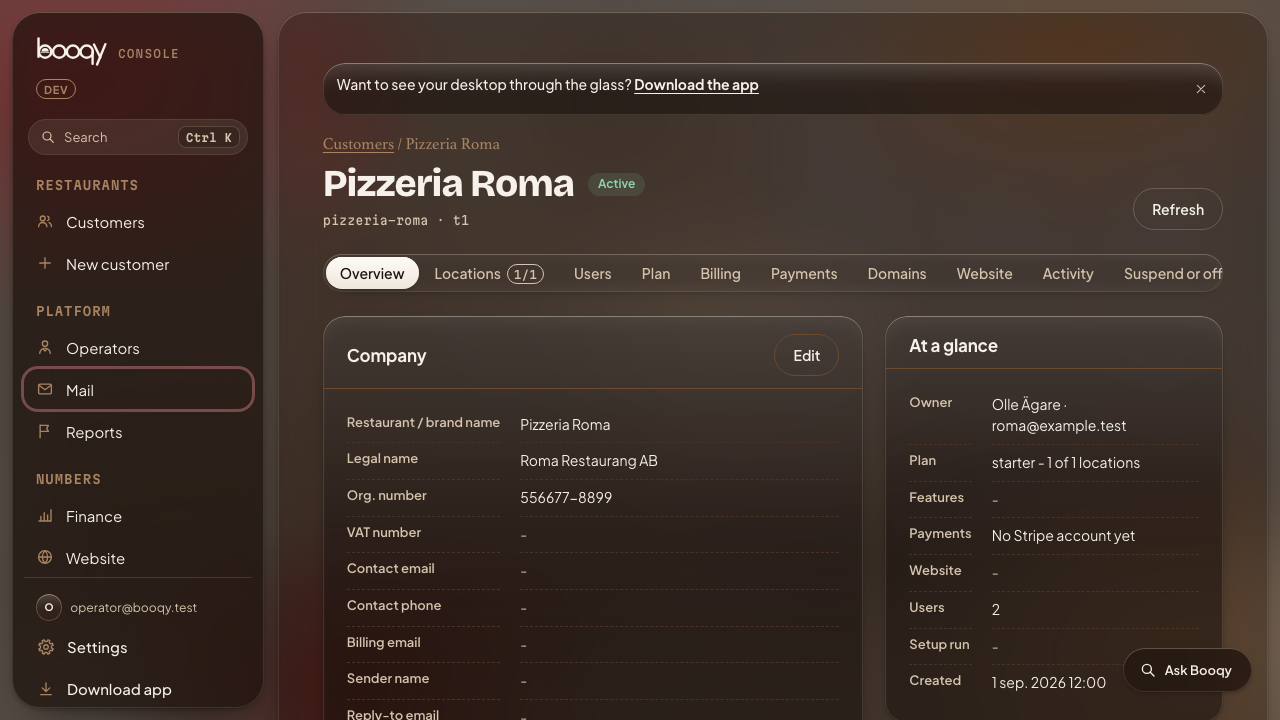 booqy CONSOLE
DEV
Search Ctrl K
RESTAURANTS
Customers
New customer
PLATFORM
Operators
Mail
Reports
NUMBERS
Finance
Website
O operator@booqy.test
Settings
Download app
Want to see your desktop through the glass? Download the app ×
Customers / Pizzeria Roma
Pizzeria Roma Active
pizzeria-roma · t1
Refresh
Overview Locations 1/1 Users Plan Billing Payments Domains Website Activity Suspend or off
Company Edit
Restaurant / brand name Pizzeria Roma
Legal name Roma Restaurang AB
Org. number 556677-8899
VAT number -
Contact email -
Contact phone -
Billing email -
Sender name -
Reply-to email -
At a glance
Owner Olle Ägare ·
roma@example.test
Plan starter - 1 of 1 locations
Features -
Payments No Stripe account yet
Website -
Users 2
Setup run -
Created 1 sep. 2026 12:00
Ask Booqy